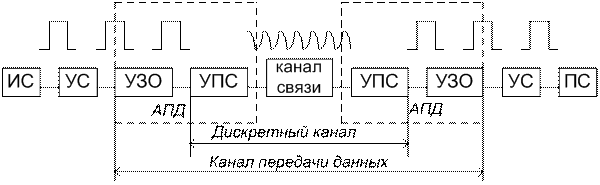 ИС УС УЗО УПС канал связи УПС УЗО УС ПС
АПД АПД
Дискретный канал
Канал передачи данных